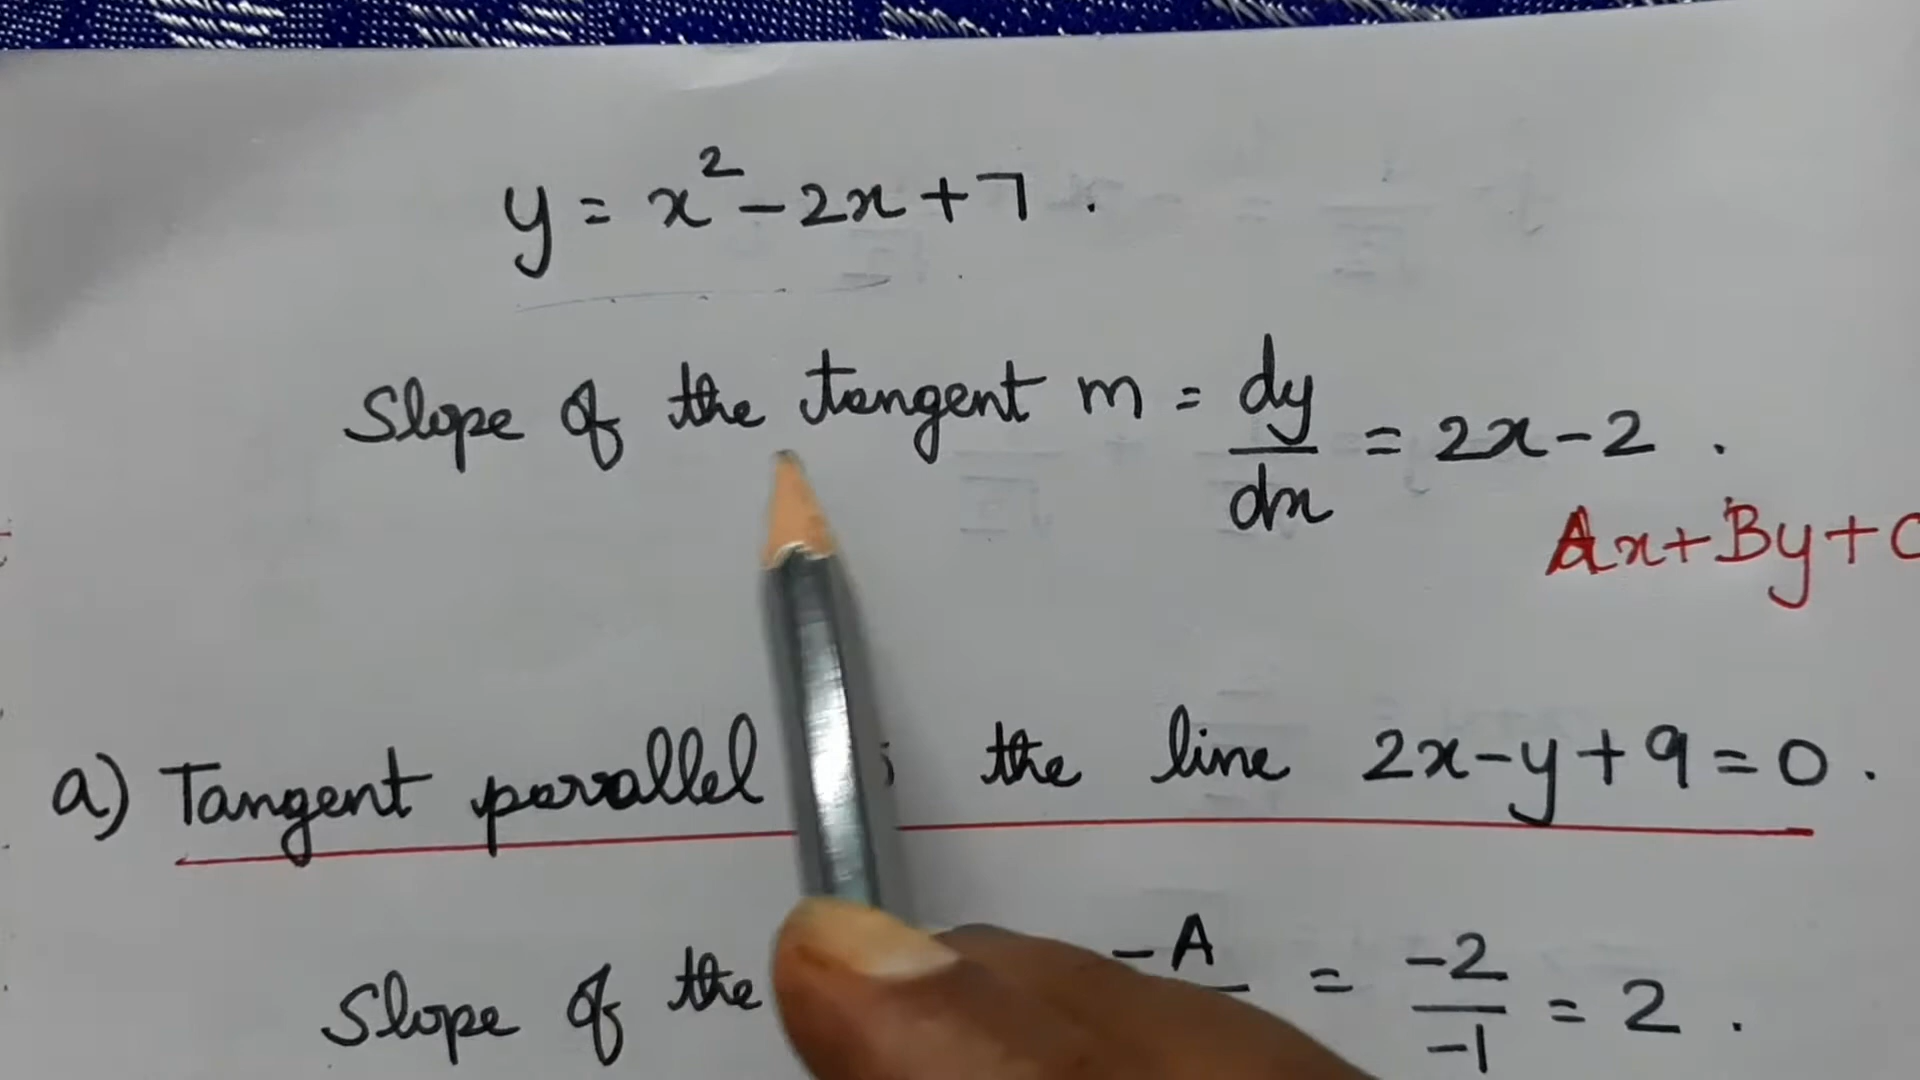 y = x² - 2x + 7 .
Slope of the tangent m = dy/dx = 2x - 2 .
Ax + By + C
a) Tangent parallel the line 2x - y + 9 = 0 .
Slope of the -A = -2/-1 = 2 .